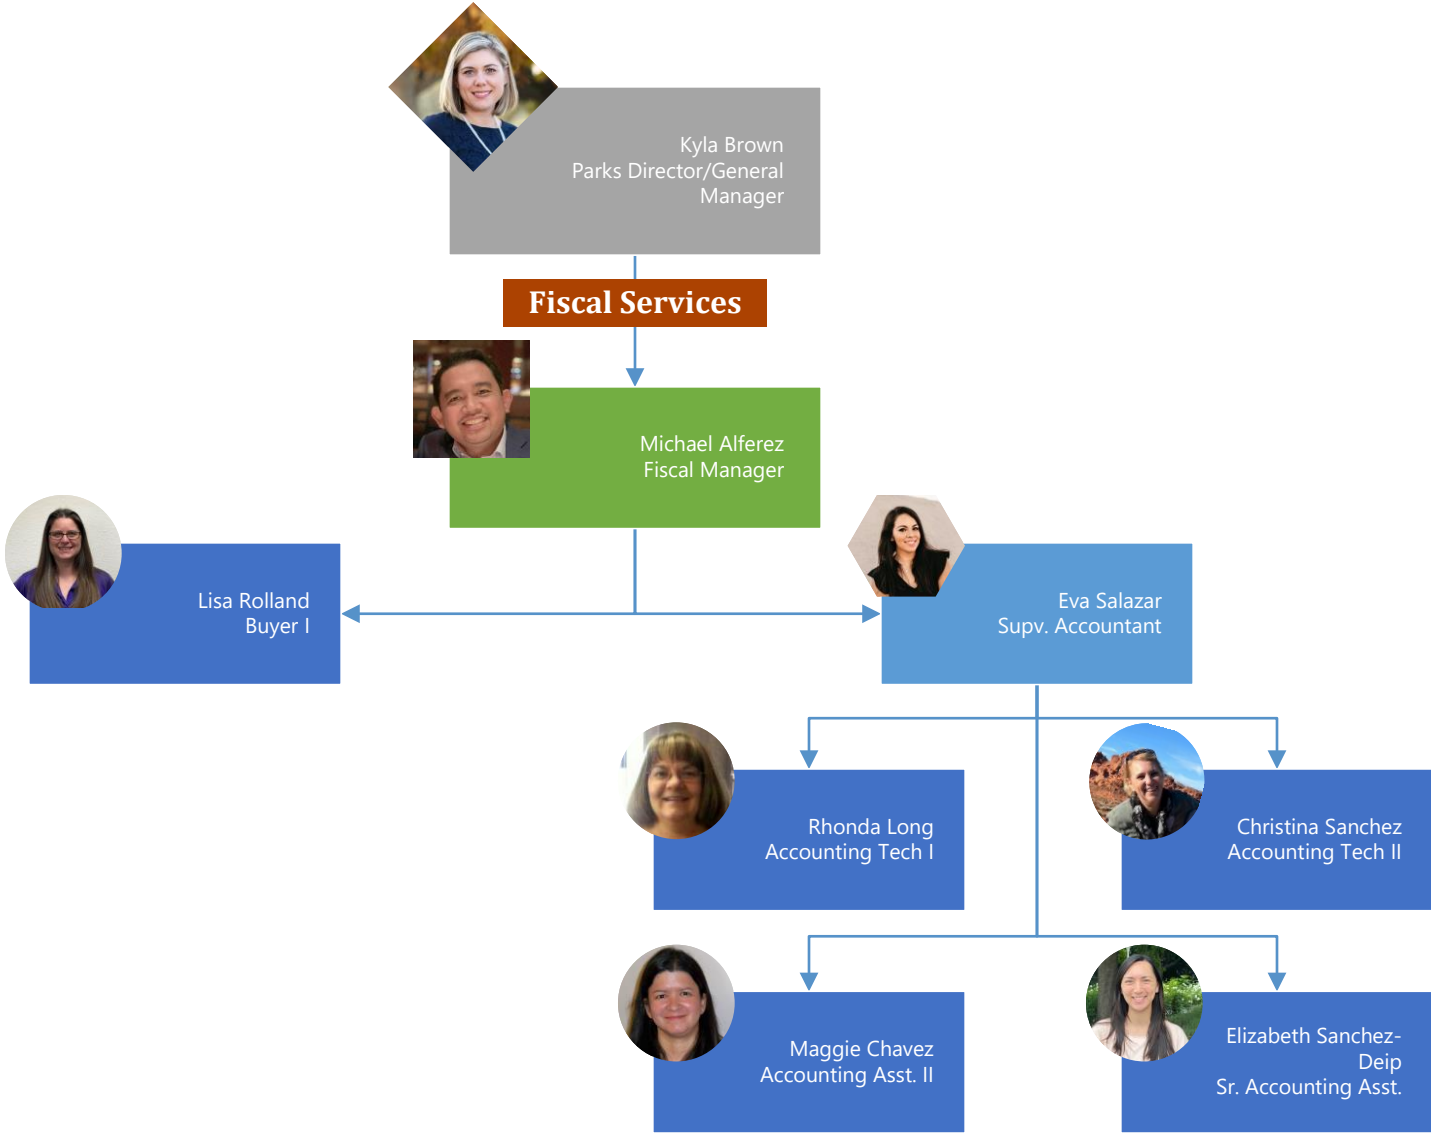 Kyla Brown
Parks Director/General
Manager
Fiscal Services
Michael Alferez
Fiscal Manager
Lisa Rolland
Buyer I
Eva Salazar
Supv. Accountant
Rhonda Long
Accounting Tech I
Christina Sanchez
Accounting Tech II
Maggie Chavez
Accounting Asst. II
Elizabeth Sanchez-
Deip
Sr. Accounting Asst.